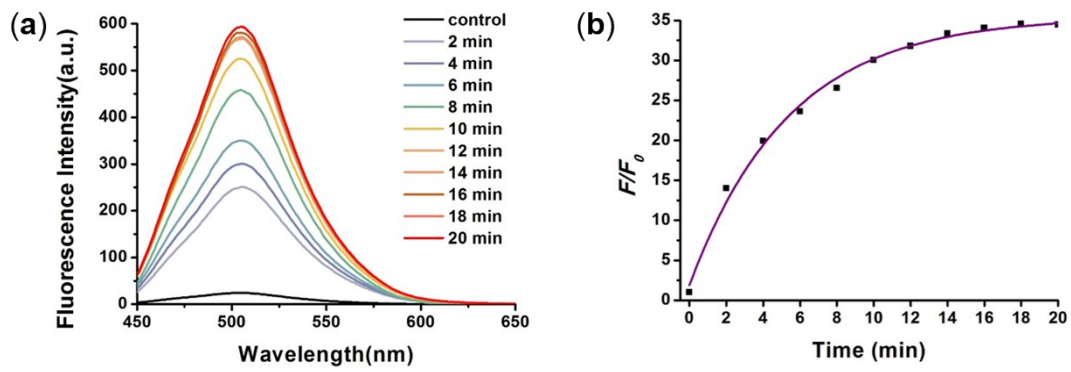 (a)
Fluorescence Intensity(a.u.)
600
500
400
300
200
100
0
450
500
550
600
650
Wavelength(nm)
control
2 min
4 min
6 min
8 min
10 min
12 min
14 min
16 min
18 min
20 min
(b)
F/F0
35
30
25
20
15
10
5
0
0
2
4
6
8
10
12
14
16
18
20
Time (min)